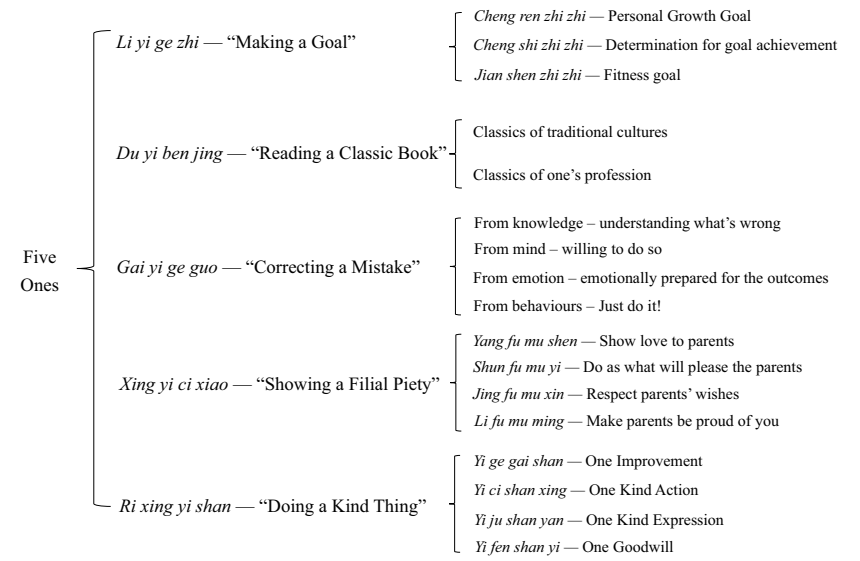 Five
Ones
Li yi ge zhi — “Making a Goal”
Cheng ren zhi zhi — Personal Growth Goal
Cheng shi zhi zhi — Determination for goal achievement
Jian shen zhi zhi — Fitness goal
Du yi ben jing — “Reading a Classic Book”
Classics of traditional cultures
Classics of one’s profession
Gai yi ge guo — “Correcting a Mistake”
From knowledge – understanding what’s wrong
From mind – willing to do so
From emotion – emotionally prepared for the outcomes
From behaviours – Just do it!
Xing yi ci xiao — “Showing a Filial Piety”
Yang fu mu shen — Show love to parents
Shun fu mu yi — Do as what will please the parents
Jing fu mu xin — Respect parents’ wishes
Li fu mu ming — Make parents be proud of you
Ri xing yi shan — “Doing a Kind Thing”
Yi ge gai shan — One Improvement
Yi ci shan xing — One Kind Action
Yi ju shan yan — One Kind Expression
Yi fen shan yi — One Goodwill